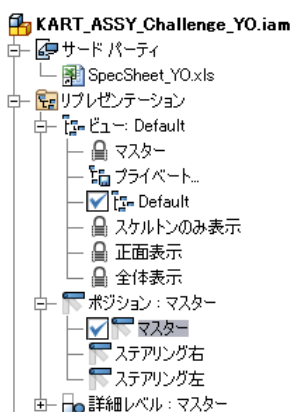 KART_ASSY_Challenge_YO.iam
サード パーティ
SpecSheet_YO.xls
リプレゼンテーション
ビュー: Default
マスター
プライベート...
Default
スケルトンのみ表示
正面表示
全体表示
ポジション : マスター
マスター
ステアリング右
ステアリング左
詳細レベル : マスター